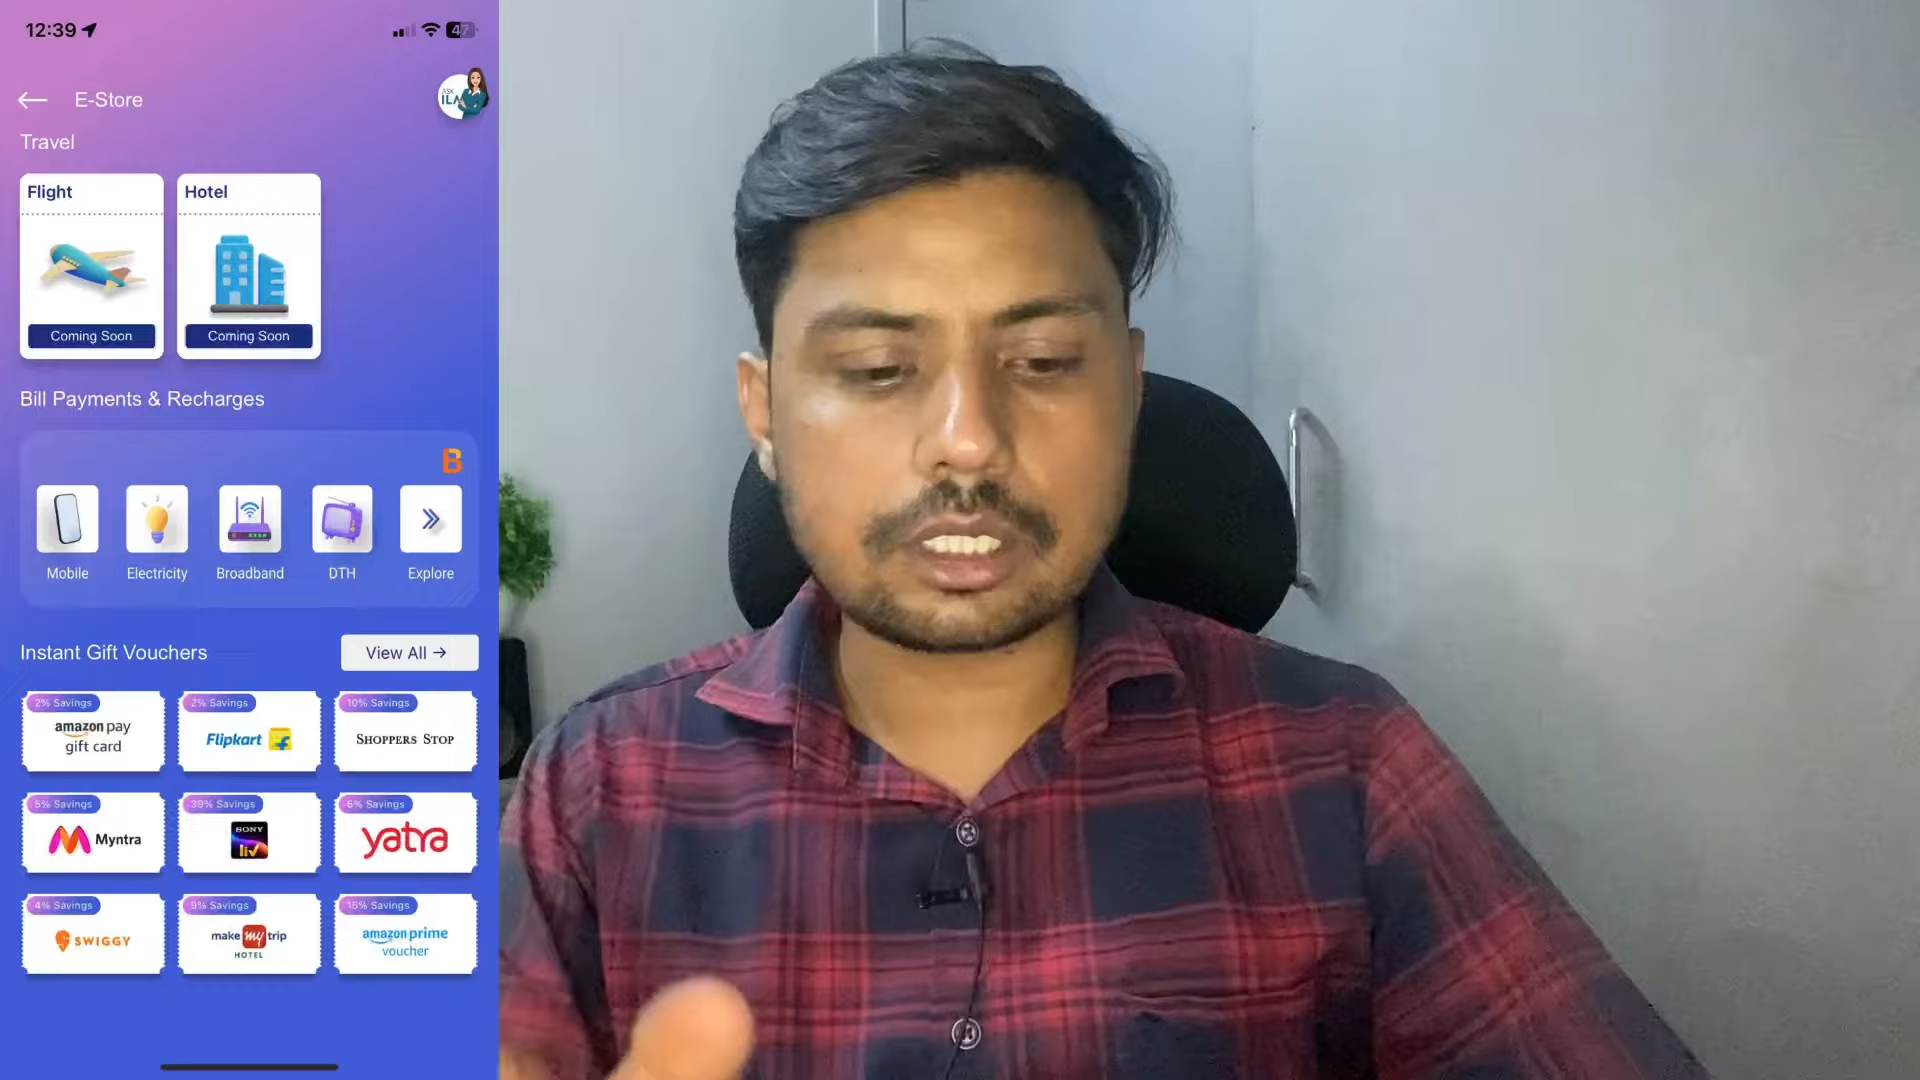 12:39
47
E-Store
ASK
ILA
Travel
Flight
Hotel
Coming Soon
Coming Soon
Bill Payments & Recharges
B
Mobile
Electricity
Broadband
DTH
Explore
Instant Gift Vouchers
View All →
2% Savings
amazon pay
gift card
2% Savings
Flipkart
10% Savings
SHOPPERS STOP
5% Savings
Myntra
39% Savings
SONY
liv
6% Savings
yatra
4% Savings
SWIGGY
9% Savings
make my trip
HOTEL
15% Savings
amazon prime
voucher